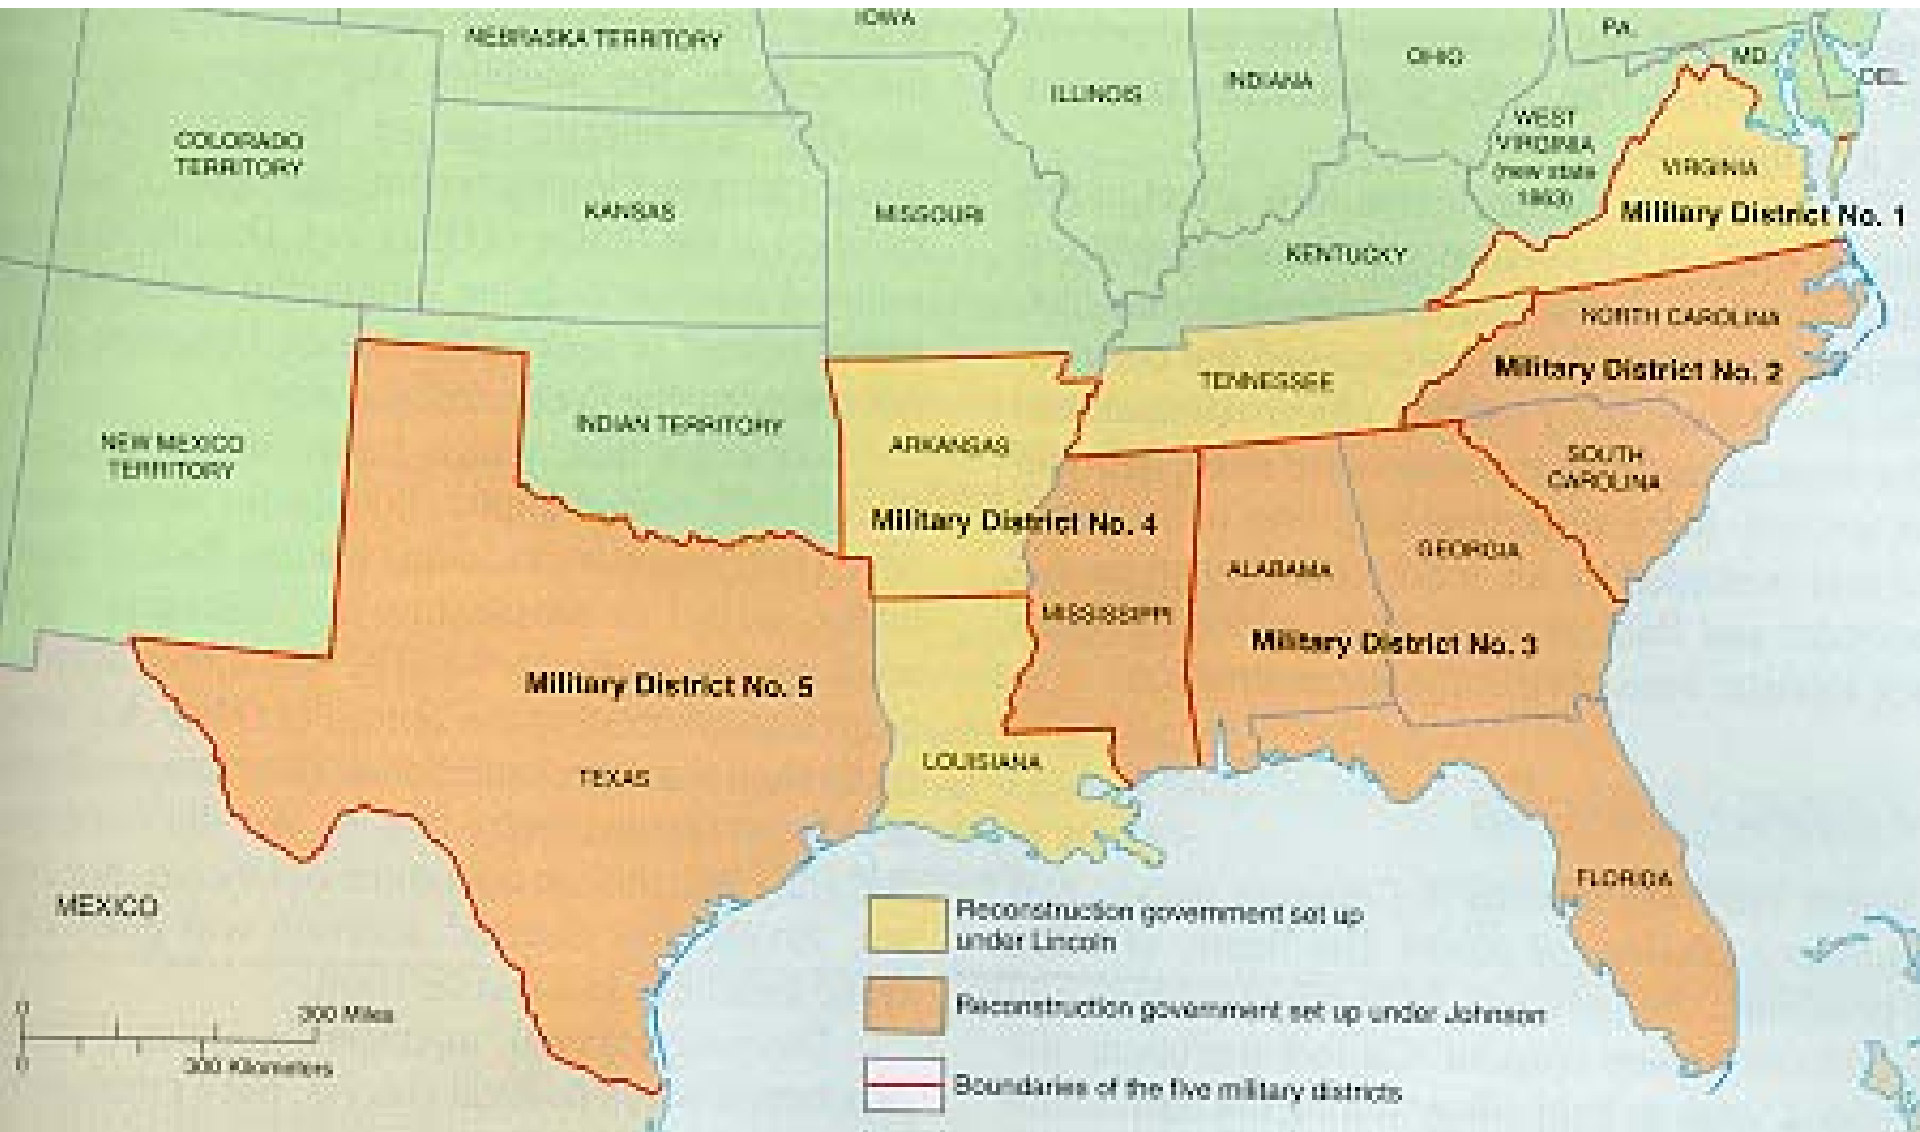 IOWA
NEBRASKA TERRITORY
PA.
OHIO
MD.
DEL.
ILLINOIS
INDIANA
COLORADO
TERRITORY
WEST
VIRGINIA
(new state
1863)
VIRGINIA
Military District No. 1
KANSAS
MISSOURI
KENTUCKY
NORTH CAROLINA
Military District No. 2
TENNESSEE
INDIAN TERRITORY
ARKANSAS
NEW MEXICO
TERRITORY
SOUTH
CAROLINA
Military District No. 4
GEORGIA
ALABAMA
MISSISSIPPI
Military District No. 3
Military District No. 5
LOUISIANA
TEXAS
FLORIDA
MEXICO
Reconstruction government set up
under Lincoln
Reconstruction government set up under Johnson
Boundaries of the five military districts
0 300 Miles
0 300 Kilometers